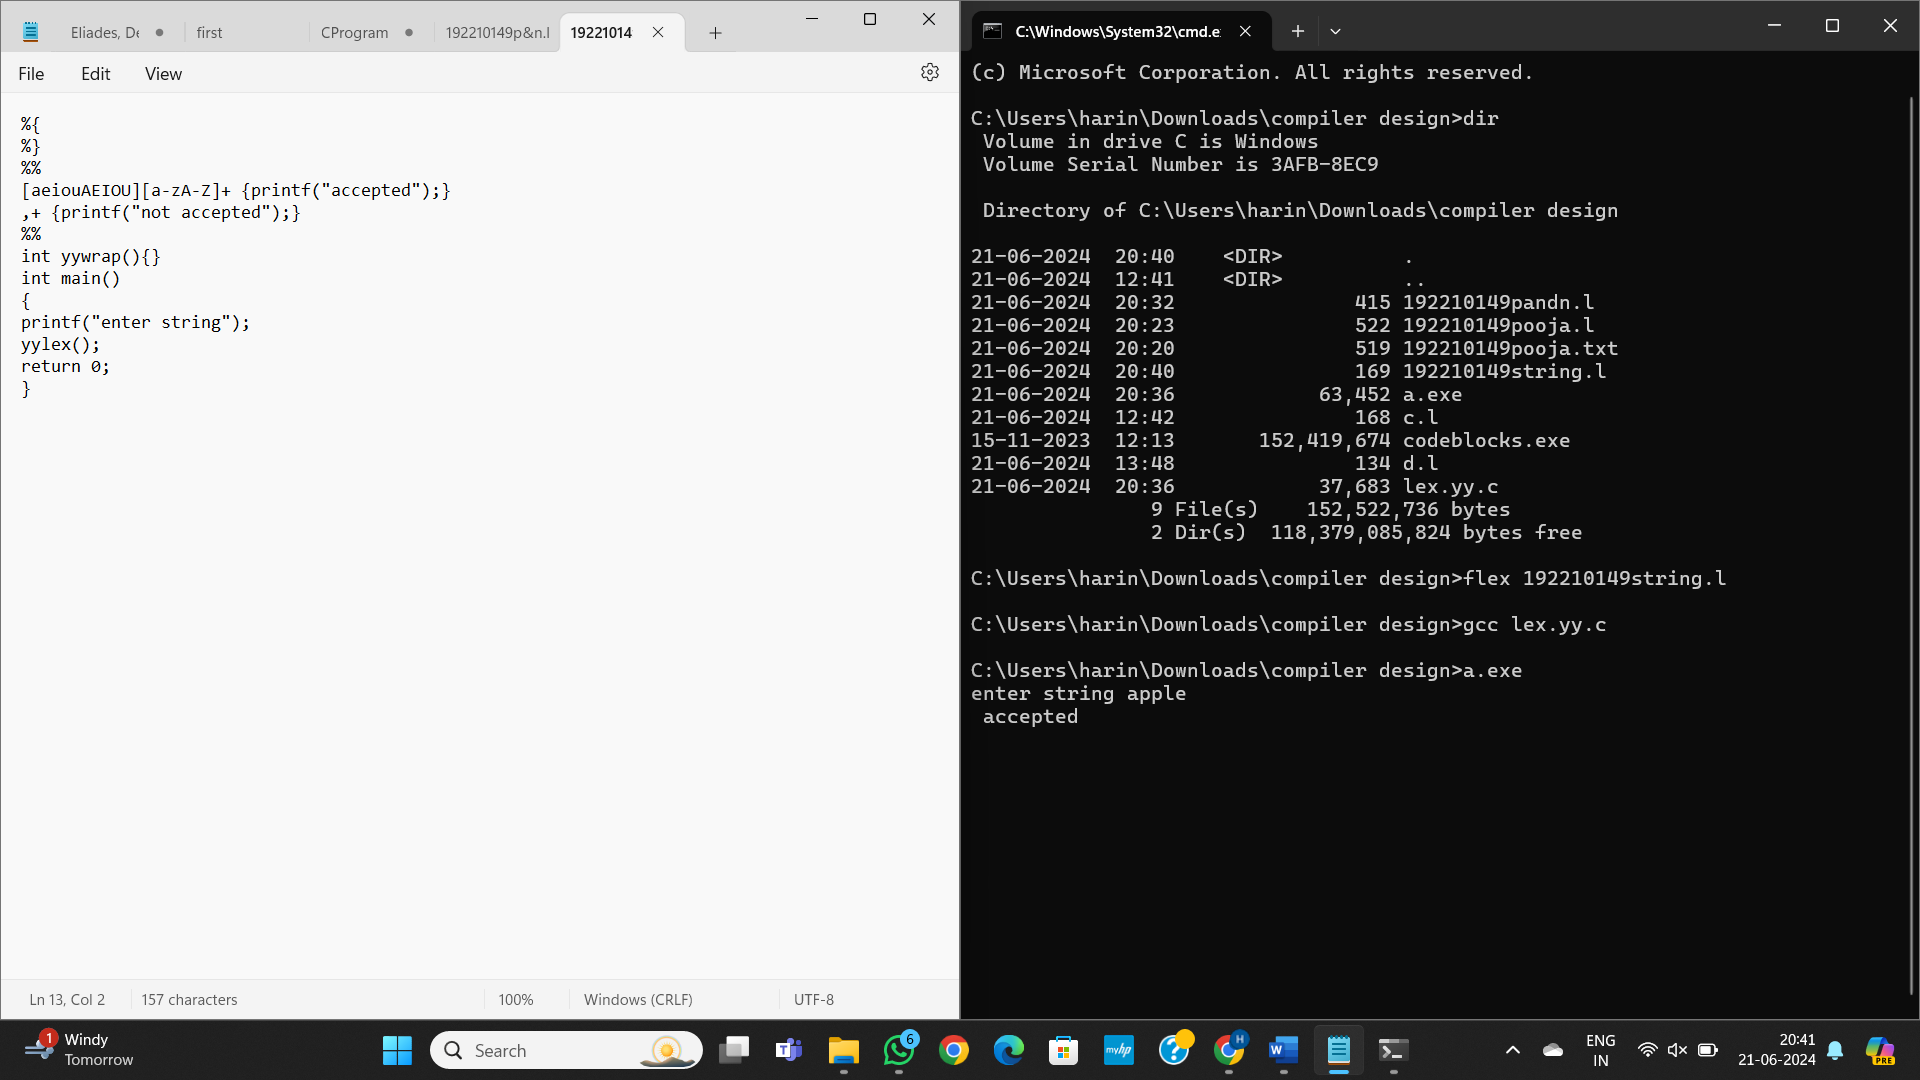 Eliades, De
first
CProgram
192210149p&n.l
19221014
File Edit View
%{
%}
%%
[aeiouAEIOU][a-zA-Z]+ {printf("accepted");}
,+ {printf("not accepted");}
%%
int yywrap(){}
int main()
{
printf("enter string");
yylex();
return 0;
}
Ln 13, Col 2 157 characters 100% Windows (CRLF) UTF-8
C:\Windows\System32\cmd.e
(c) Microsoft Corporation. All rights reserved.
C:\Users\harin\Downloads\compiler design>dir
Volume in drive C is Windows
Volume Serial Number is 3AFB-8EC9
Directory of C:\Users\harin\Downloads\compiler design
21-06-2024 20:40 <DIR> .
21-06-2024 12:41 <DIR> ..
21-06-2024 20:32 415 192210149pandn.l
21-06-2024 20:23 522 192210149pooja.l
21-06-2024 20:20 519 192210149pooja.txt
21-06-2024 20:40 169 192210149string.l
21-06-2024 20:36 63,452 a.exe
21-06-2024 12:42 168 c.l
15-11-2023 12:13 152,419,674 codeblocks.exe
21-06-2024 13:48 134 d.l
21-06-2024 20:36 37,683 lex.yy.c
9 File(s) 152,522,736 bytes
2 Dir(s) 118,379,085,824 bytes free
C:\Users\harin\Downloads\compiler design>flex 192210149string.l
C:\Users\harin\Downloads\compiler design>gcc lex.yy.c
C:\Users\harin\Downloads\compiler design>a.exe
enter string apple
accepted
1
Windy
Tomorrow
Search
T
6
myhp
?
H
W
ENG
IN
20:41
21-06-2024
PRE